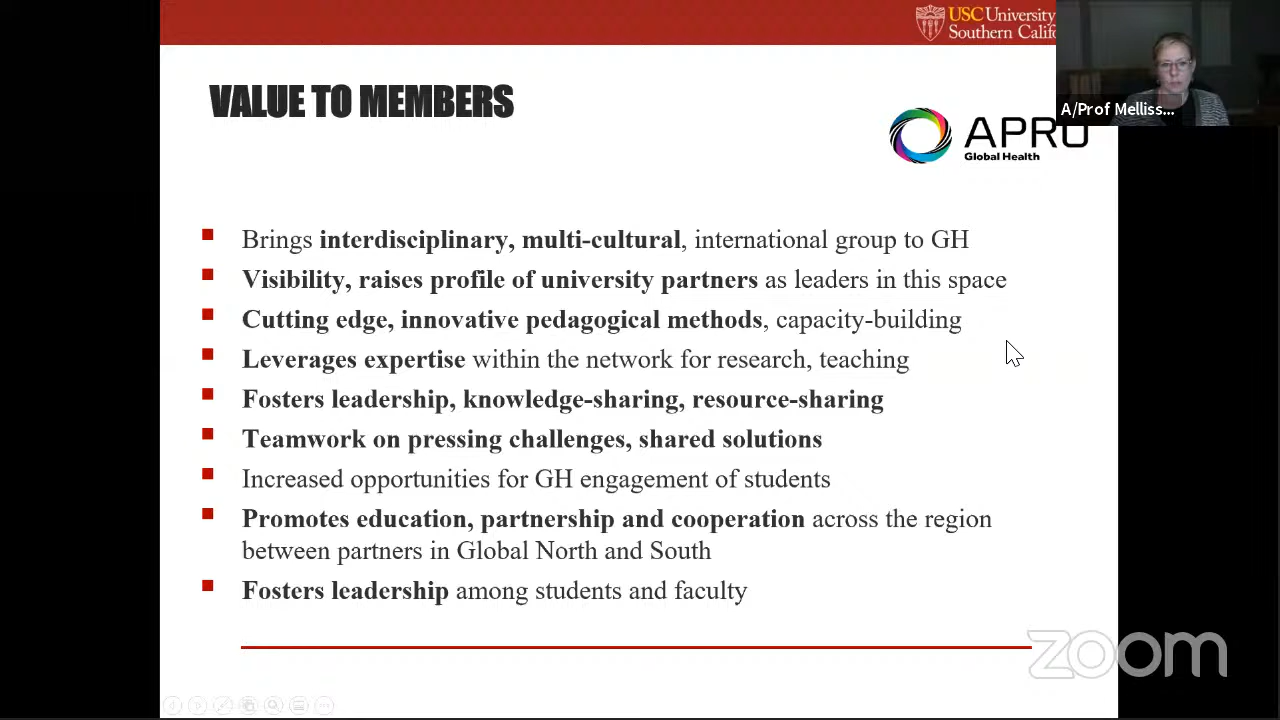 USC University
Southern Califo
VALUE TO MEMBERS
A/Prof Melliss...
APRU
Global Health
Brings interdisciplinary, multi-cultural, international group to GH
Visibility, raises profile of university partners as leaders in this space
Cutting edge, innovative pedagogical methods, capacity-building
Leverages expertise within the network for research, teaching
Fosters leadership, knowledge-sharing, resource-sharing
Teamwork on pressing challenges, shared solutions
Increased opportunities for GH engagement of students
Promotes education, partnership and cooperation across the region
between partners in Global North and South
Fosters leadership among students and faculty
zoom